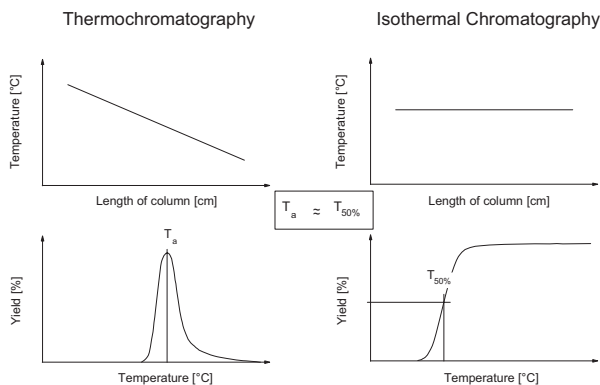 Thermochromatography
Isothermal Chromatography
Temperature [°C]
Length of column [cm]
Temperature [°C]
Length of column [cm]
Ta ≈ T50%
Ta
Yield [%]
Temperature [°C]
T50%
Yield [%]
Temperature [°C]